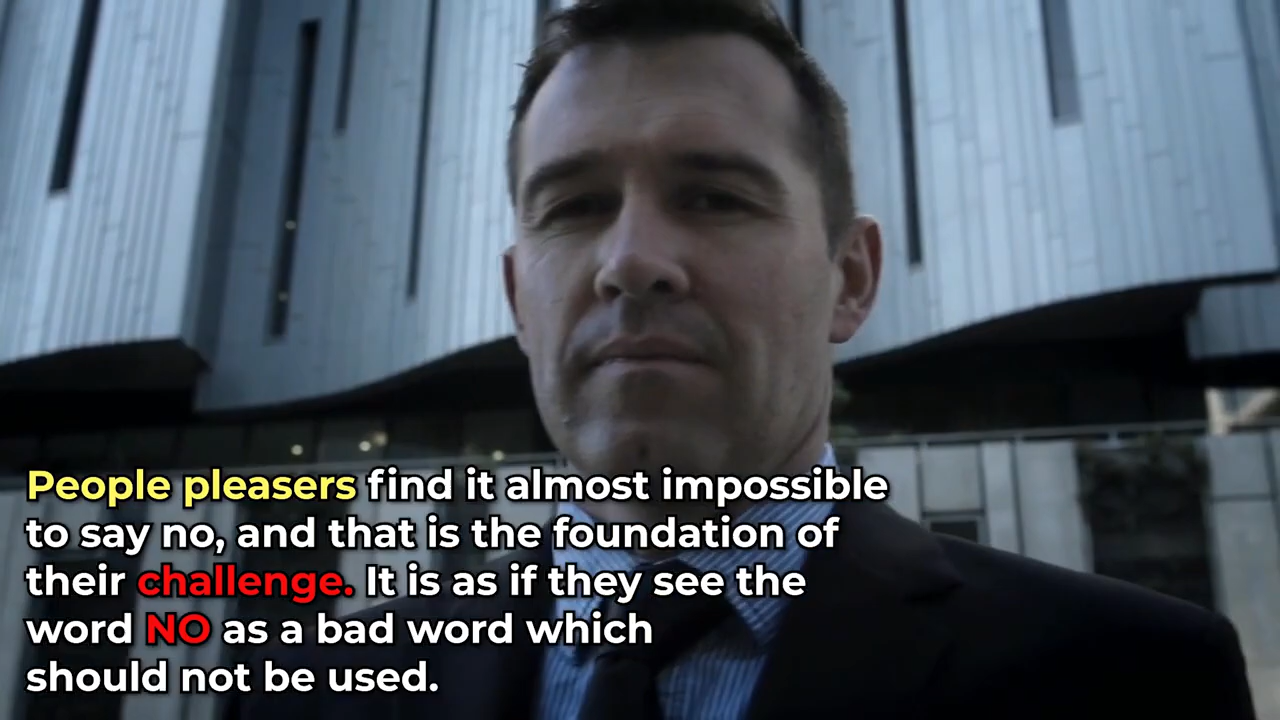 People pleasers find it almost impossible
to say no, and that is the foundation of
their challenge. It is as if they see the
word NO as a bad word which
should not be used.